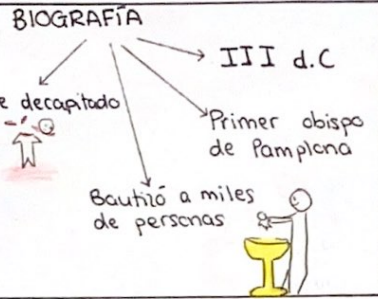 BIOGRAFÍA
III d.C
e decapitado
Primer obispo
de Pamplona
Bautizó a miles
de personas